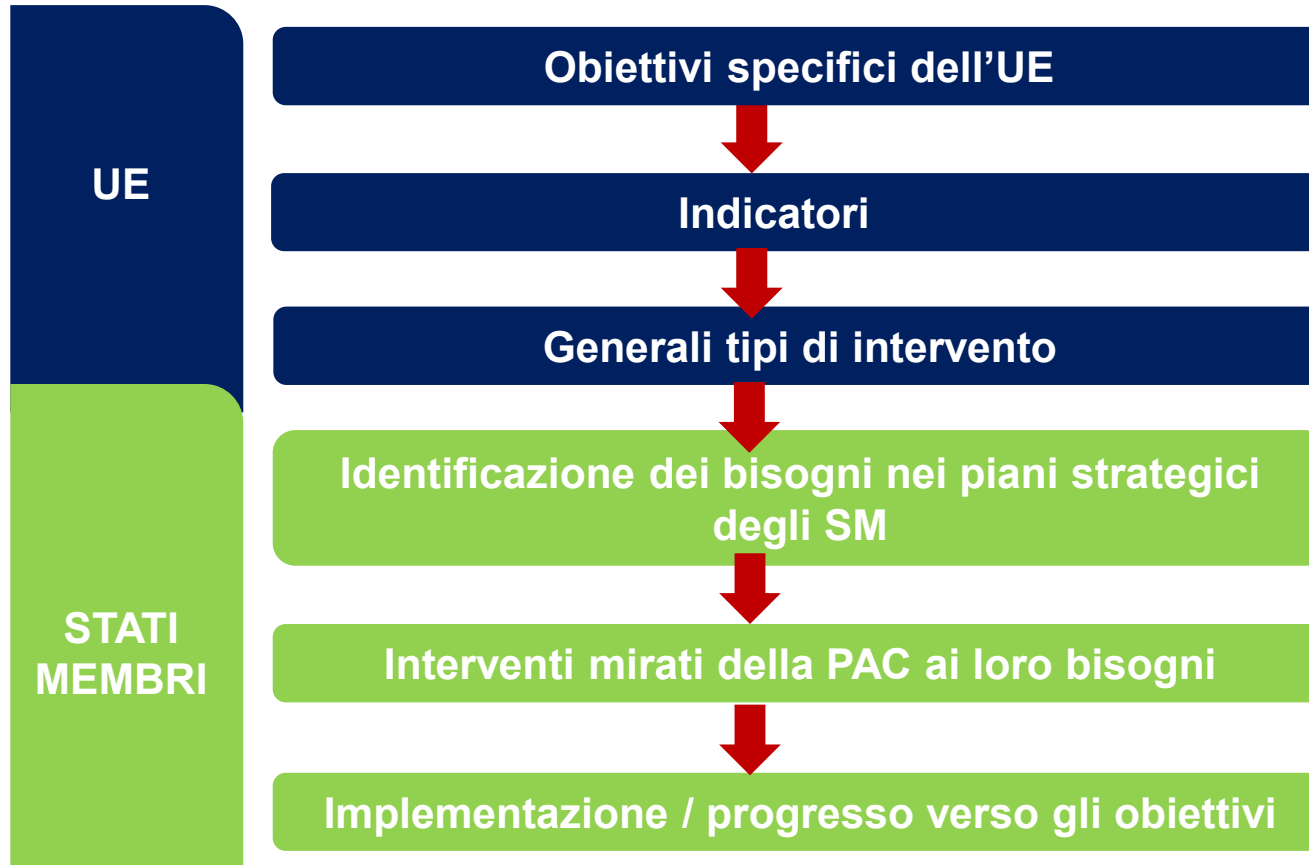 UE
Obiettivi specifici dell’UE
Indicatori
Generali tipi di intervento
STATI
MEMBRI
Identificazione dei bisogni nei piani strategici
degli SM
Interventi mirati della PAC ai loro bisogni
Implementazione / progresso verso gli obiettivi